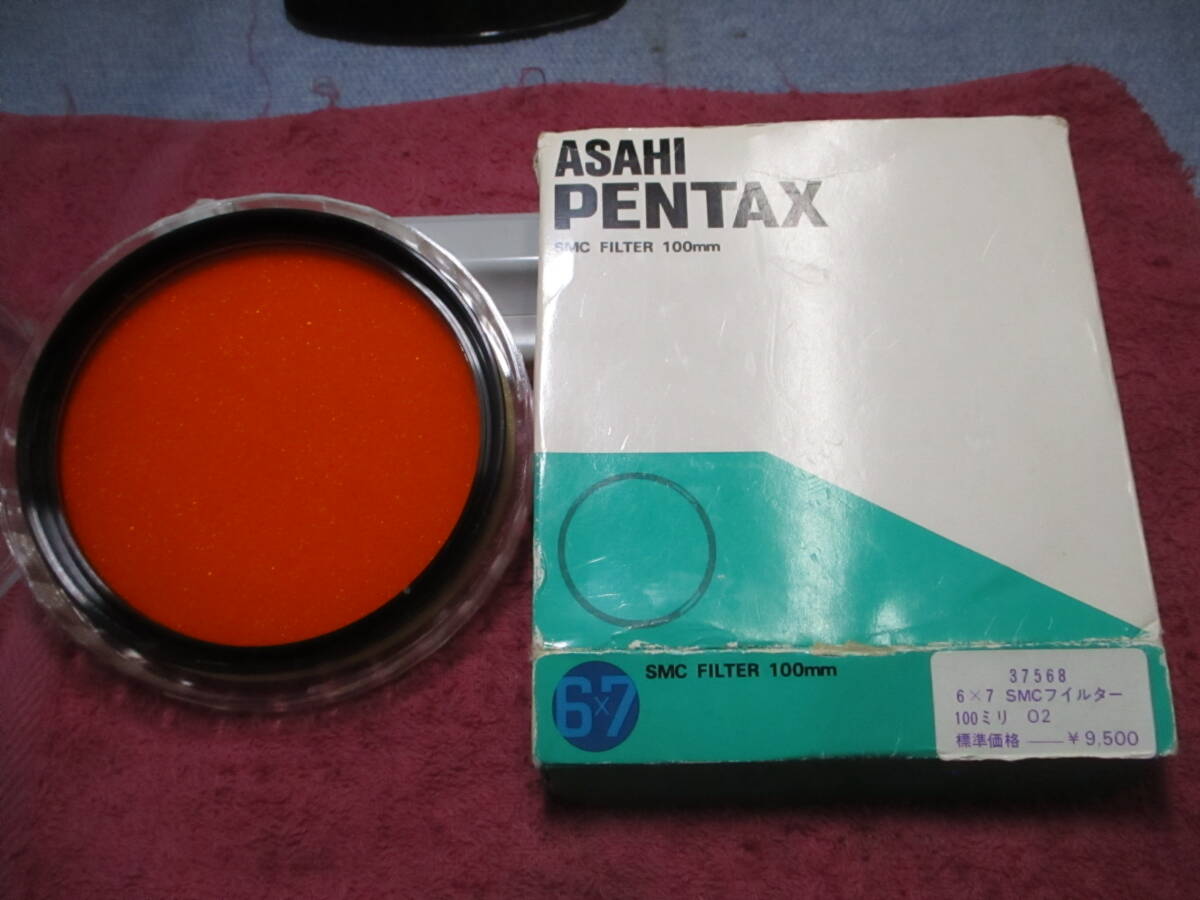 ASAHI
PENTAX
SMC FILTER 100mm
6×7
SMC FILTER 100mm
37568
6×7 SMCフイルター
100ミリ O2
標準価格 ―― ¥9,500